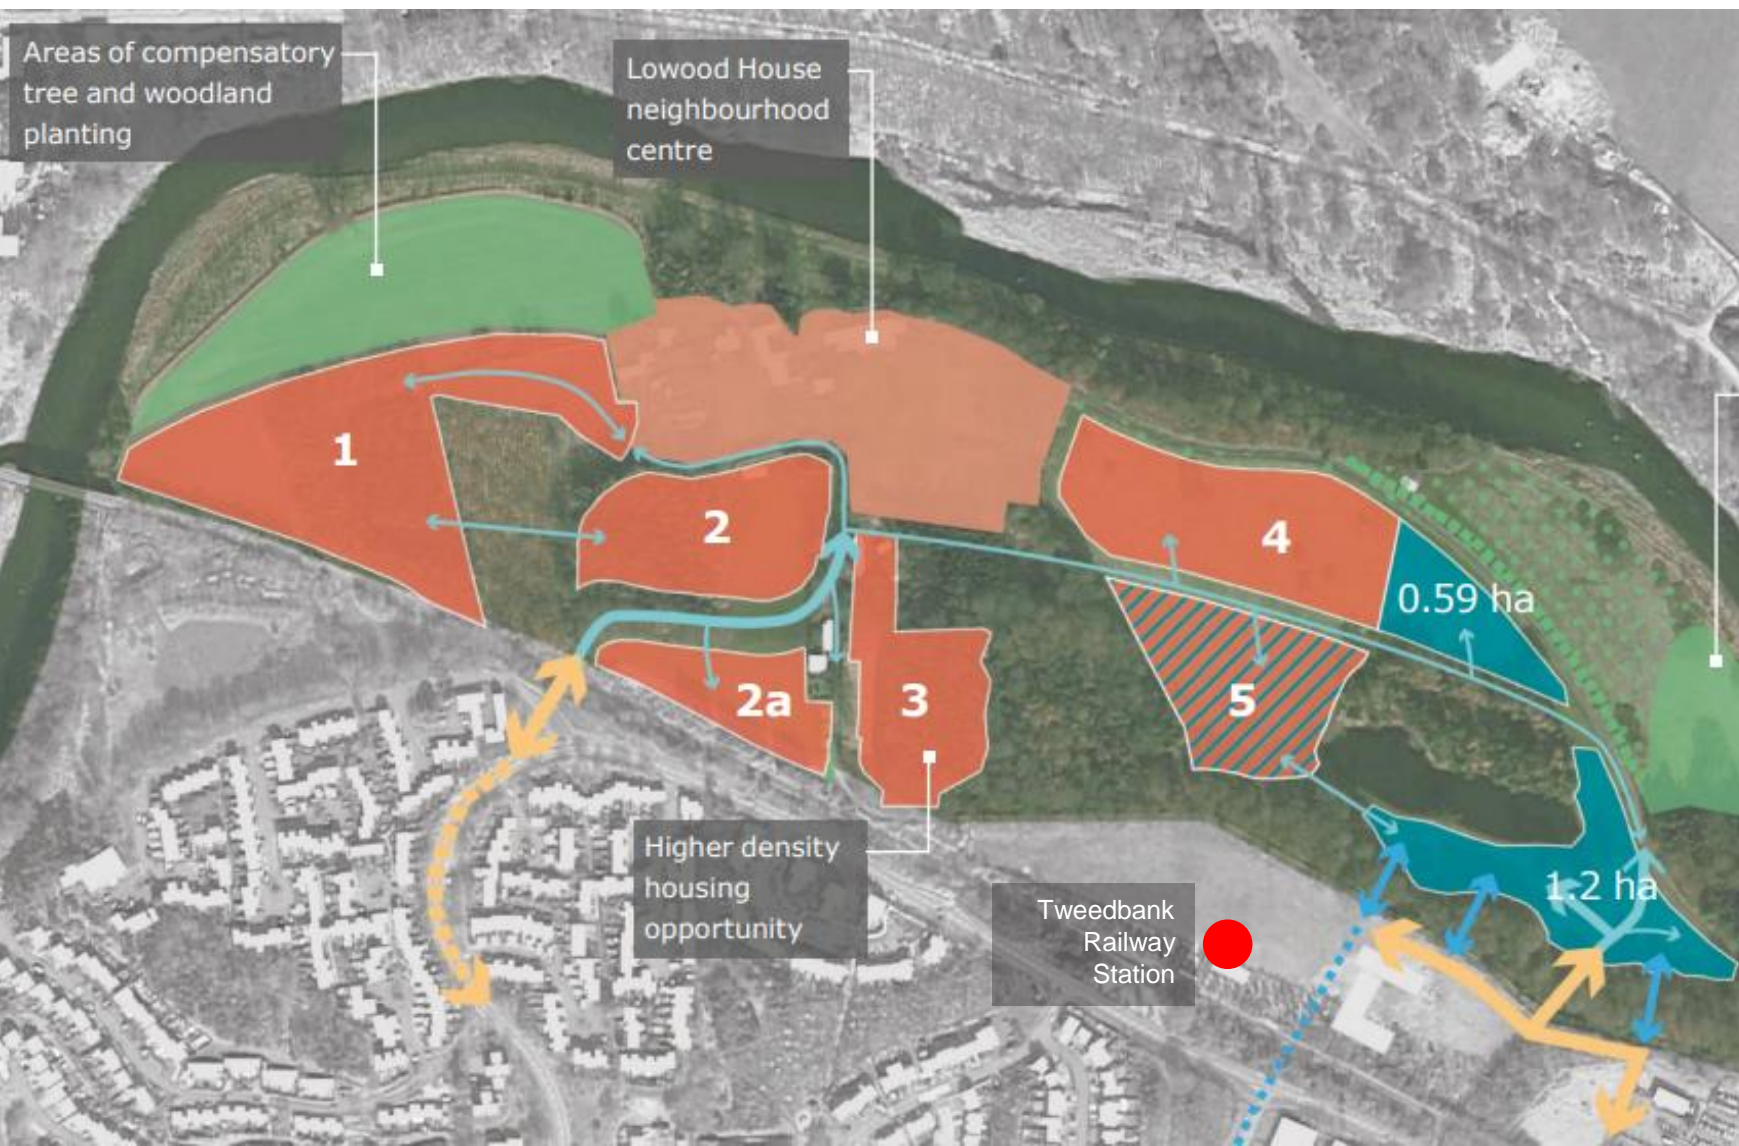 Areas of compensatory
tree and woodland
planting
Lowood House
neighbourhood
centre
1
2
4
0.59 ha
2a
3
5
Higher density
housing
opportunity
1.2 ha
Tweedbank
Railway
Station